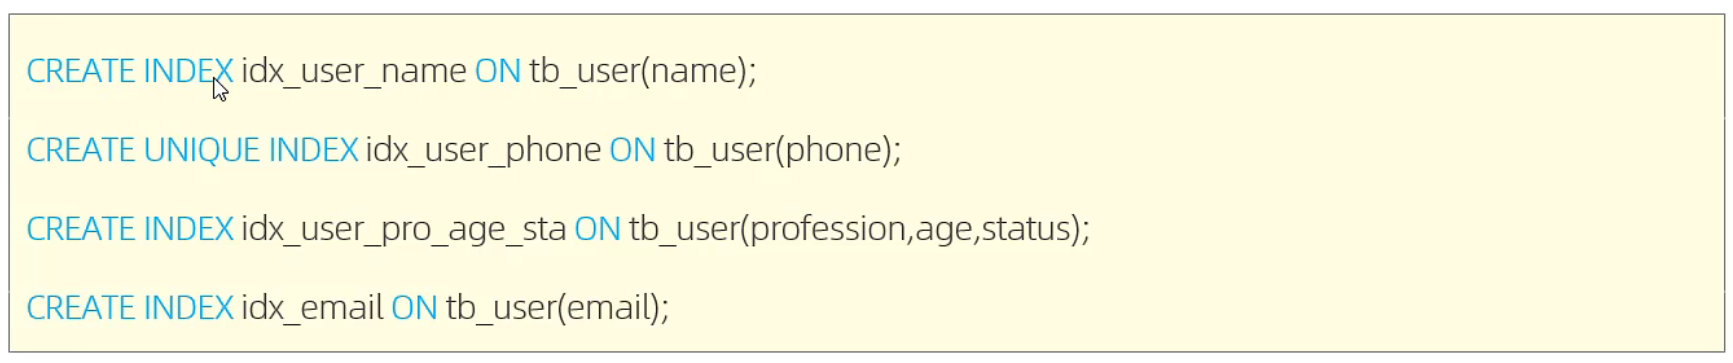 CREATE INDEX idx_user_name ON tb_user(name);
CREATE UNIQUE INDEX idx_user_phone ON tb_user(phone);
CREATE INDEX idx_user_pro_age_sta ON tb_user(profession,age,status);
CREATE INDEX idx_email ON tb_user(email);